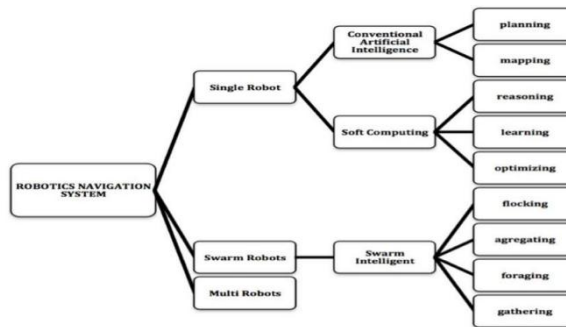 ROBOTICS NAVIGATION
SYSTEM
Single Robot
Swarm Robots
Multi Robots
Conventional
Artificial
Intelligence
Soft Computing
Swarm
Intelligent
planning
mapping
reasoning
learning
optimizing
flocking
agregating
foraging
gathering